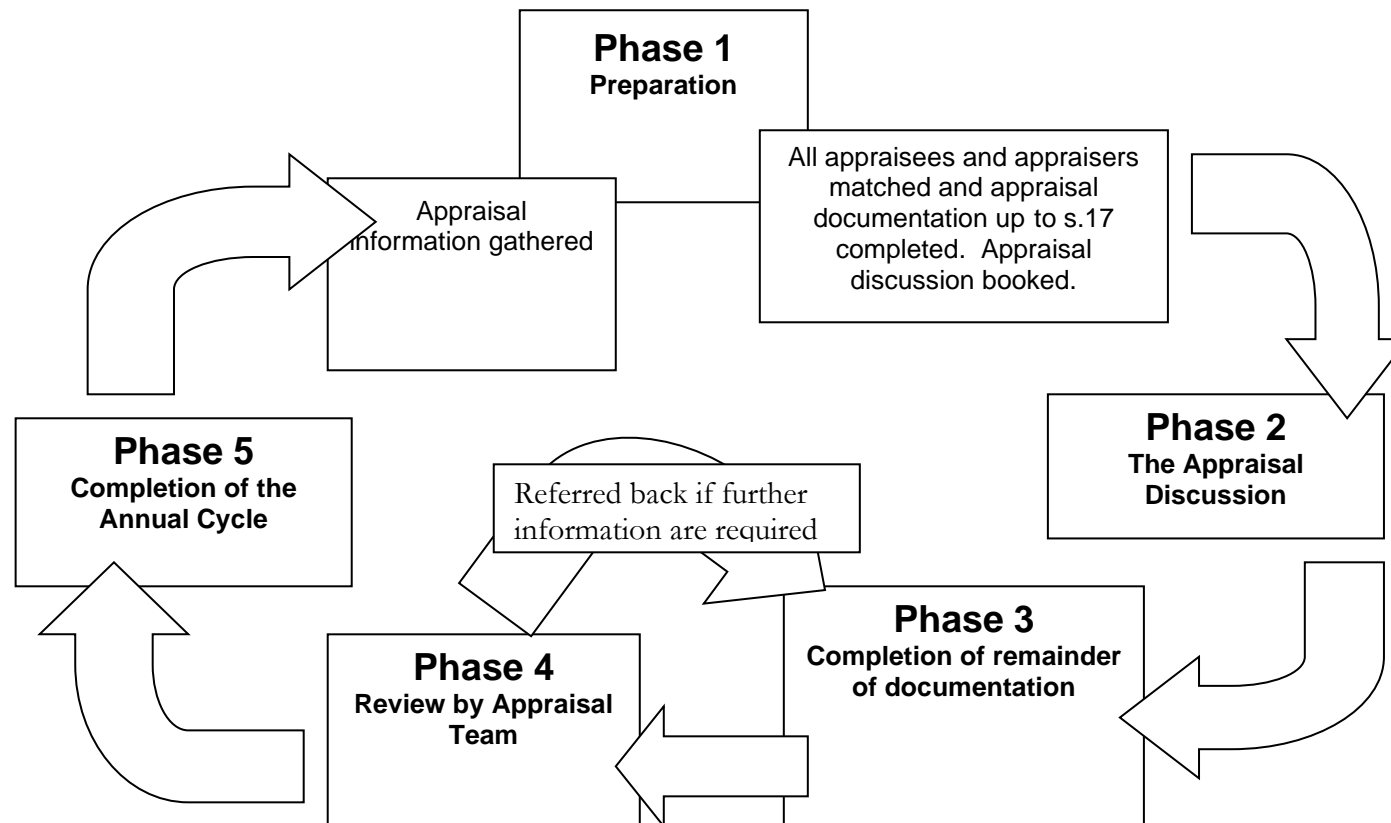 Phase 1
Preparation
Appraisal
information gathered
All appraisees and appraisers
matched and appraisal
documentation up to s.17
completed.  Appraisal
discussion booked.
Phase 2
The Appraisal
Discussion
Phase 3
Completion of remainder
of documentation
Referred back if further
information are required
Phase 4
Review by Appraisal
Team
Phase 5
Completion of the
Annual Cycle